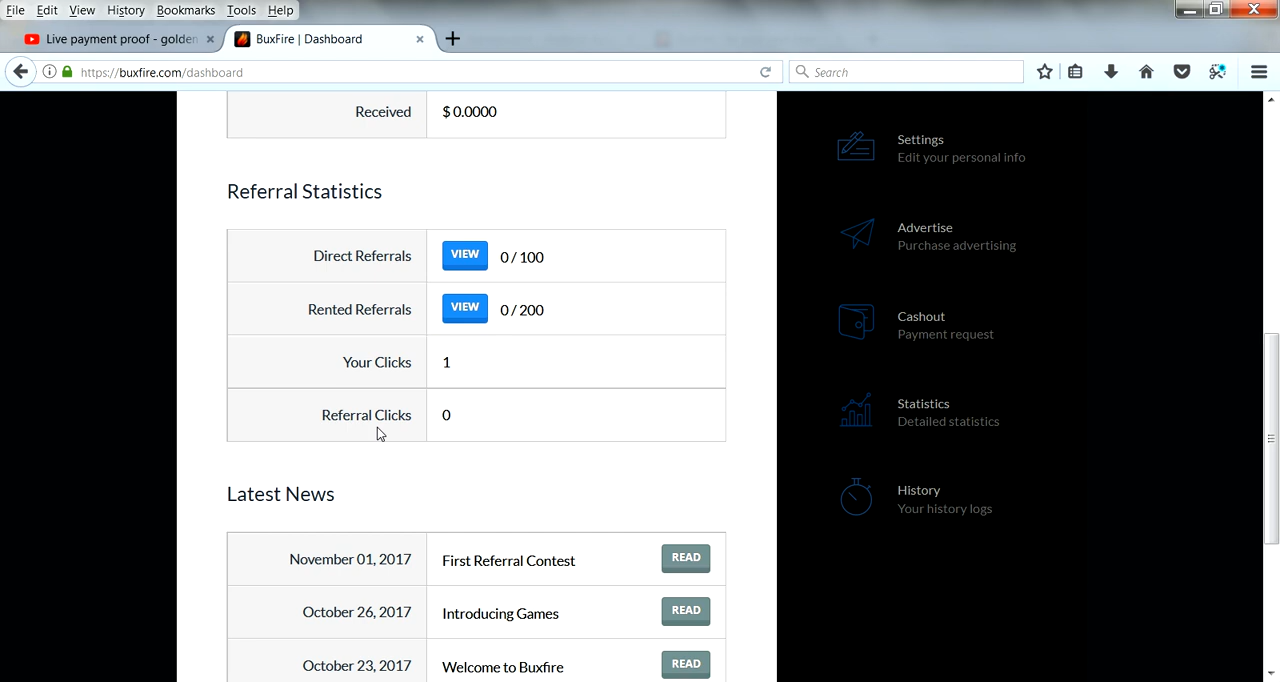 File Edit View History Bookmarks Tools Help
Live payment proof - golden
BuxFire | Dashboard
https://buxfire.com/dashboard
Search
Received $ 0.0000
Referral Statistics
Direct Referrals VIEW 0 / 100
Rented Referrals VIEW 0 / 200
Your Clicks 1
Referral Clicks 0
Latest News
November 01, 2017 First Referral Contest READ
October 26, 2017 Introducing Games READ
October 23, 2017 Welcome to Buxfire READ
Settings
Edit your personal info
Advertise
Purchase advertising
Cashout
Payment request
Statistics
Detailed statistics
History
Your history logs